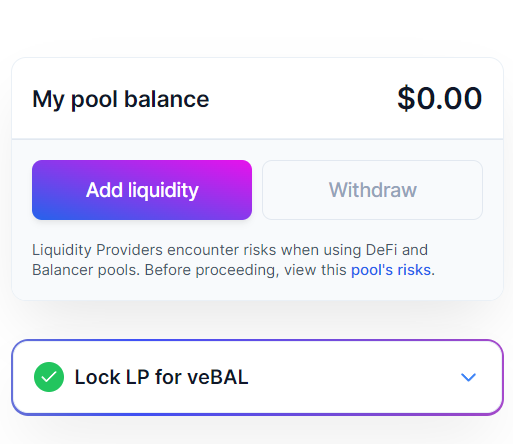 My pool balance
$0.00
Add liquidity
Withdraw
Liquidity Providers encounter risks when using DeFi and
Balancer pools. Before proceeding, view this pool's risks.
Lock LP for veBAL